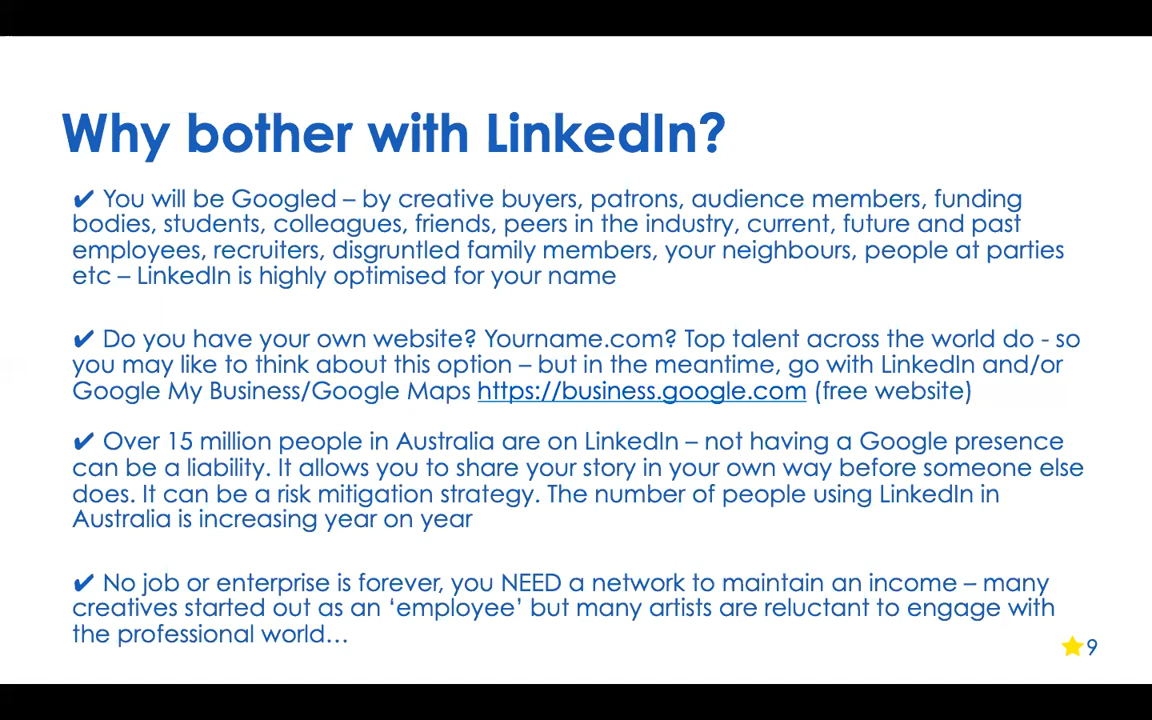 Why bother with LinkedIn?
✔ You will be Googled – by creative buyers, patrons, audience members, funding
bodies, students, colleagues, friends, peers in the industry, current, future and past
employees, recruiters, disgruntled family members, your neighbours, people at parties
etc – LinkedIn is highly optimised for your name
✔ Do you have your own website? Yourname.com? Top talent across the world do - so
you may like to think about this option – but in the meantime, go with LinkedIn and/or
Google My Business/Google Maps https://business.google.com (free website)
✔ Over 15 million people in Australia are on LinkedIn – not having a Google presence
can be a liability. It allows you to share your story in your own way before someone else
does. It can be a risk mitigation strategy. The number of people using LinkedIn in
Australia is increasing year on year
✔ No job or enterprise is forever, you NEED a network to maintain an income – many
creatives started out as an ‘employee’ but many artists are reluctant to engage with
the professional world…
9